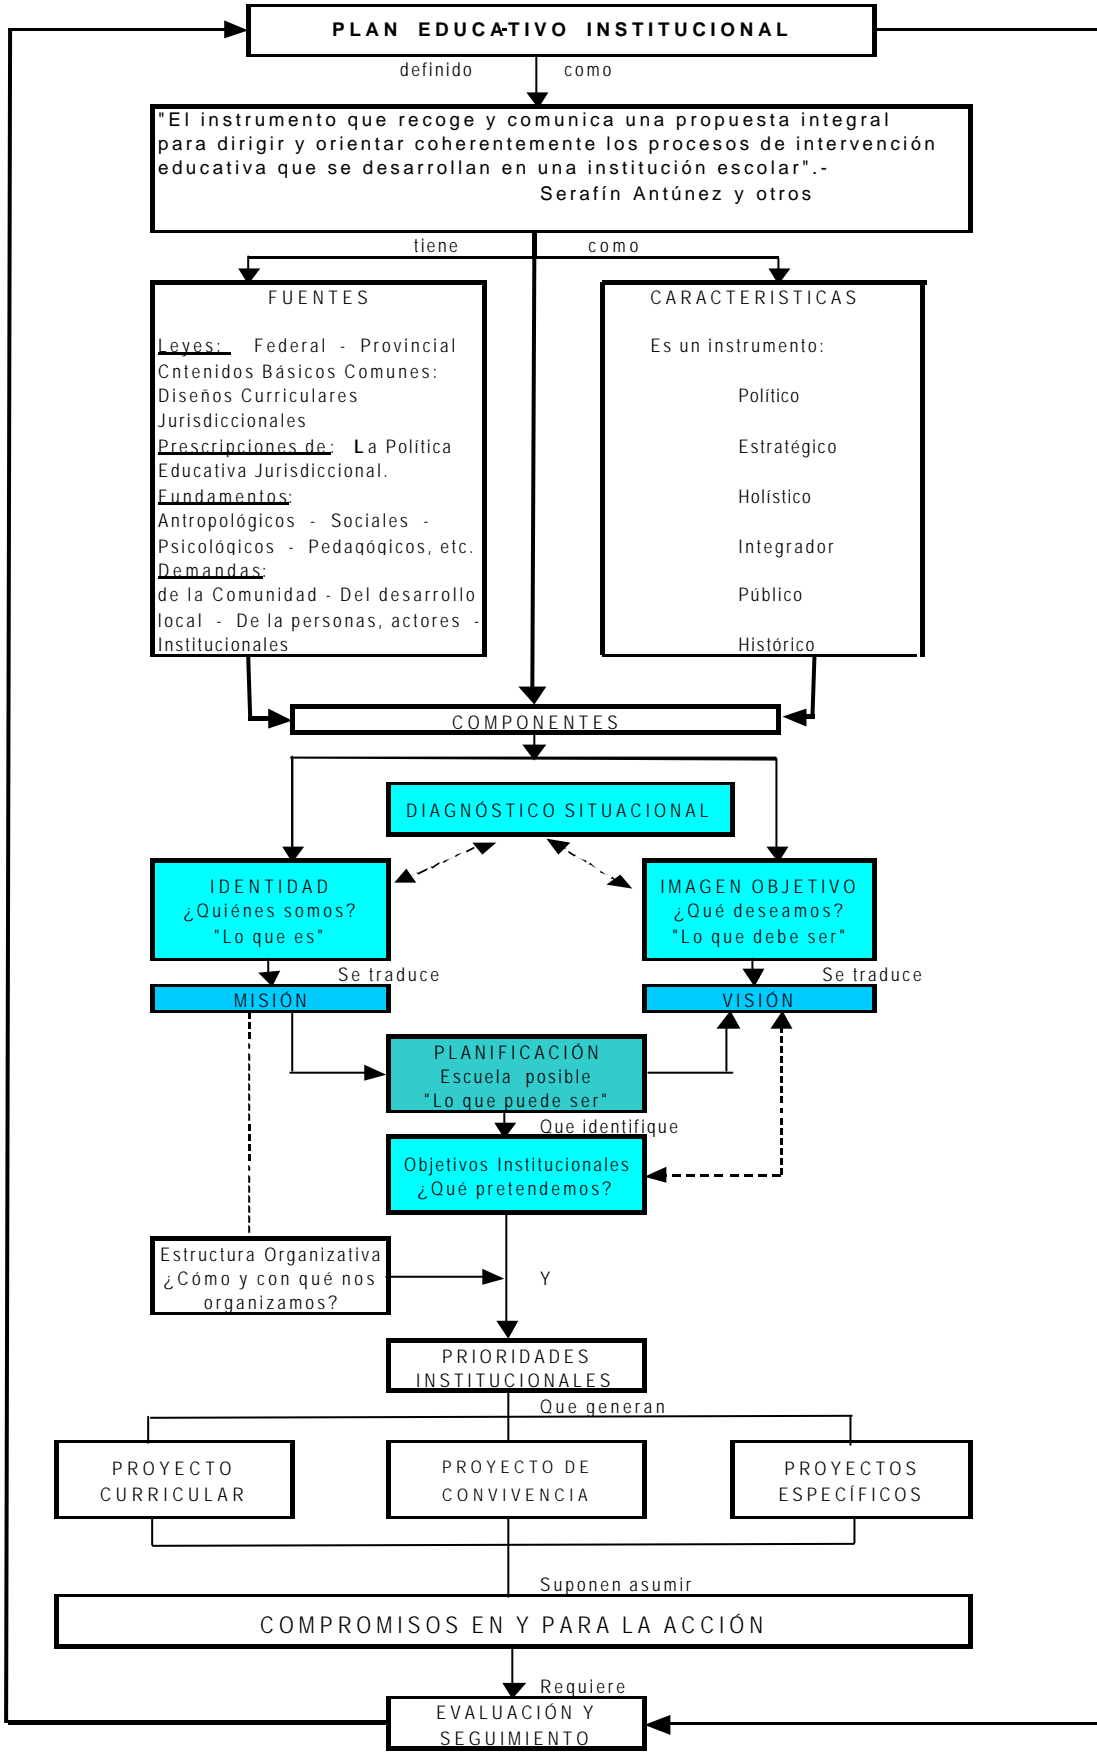 PLAN EDUCA-TIVO INSTITUCIONAL
definido como
"El instrumento que recoge y comunica una propuesta integral
para dirigir y orientar coherentemente los procesos de intervención
educativa que se desarrollan en una institución escolar".-
Serafín Antúnez y otros
tiene como
FUENTES
Leyes: Federal - Provincial
Cntenidos Básicos Comunes:
Diseños Curriculares
Jurisdiccionales
Prescripciones de: La Política
Educativa Jurisdiccional.
Fundamentos:
Antropológicos - Sociales -
Psicológicos - Pedagógicos, etc.
Demandas:
de la Comunidad - Del desarrollo
local - De la personas, actores -
Institucionales
CARACTERISTICAS
Es un instrumento:
Político
Estratégico
Holístico
Integrador
Público
Histórico
COMPONENTES
DIAGNÓSTICO SITUACIONAL
IDENTIDAD
¿Quiénes somos?
"Lo que es"
IMAGEN OBJETIVO
¿Qué deseamos?
"Lo que debe ser"
Se traduce
Se traduce
MISIÓN
VISIÓN
PLANIFICACIÓN
Escuela posible
"Lo que puede ser"
Que identifique
Objetivos Institucionales
¿Qué pretendemos?
Estructura Organizativa
¿Cómo y con qué nos
organizamos?
Y
PRIORIDADES
INSTITUCIONALES
Que generan
PROYECTO
CURRICULAR
PROYECTO DE
CONVIVENCIA
PROYECTOS
ESPECÍFICOS
Suponen asumir
COMPROMISOS EN Y PARA LA ACCIÓN
Requiere
EVALUACIÓN Y
SEGUIMIENTO